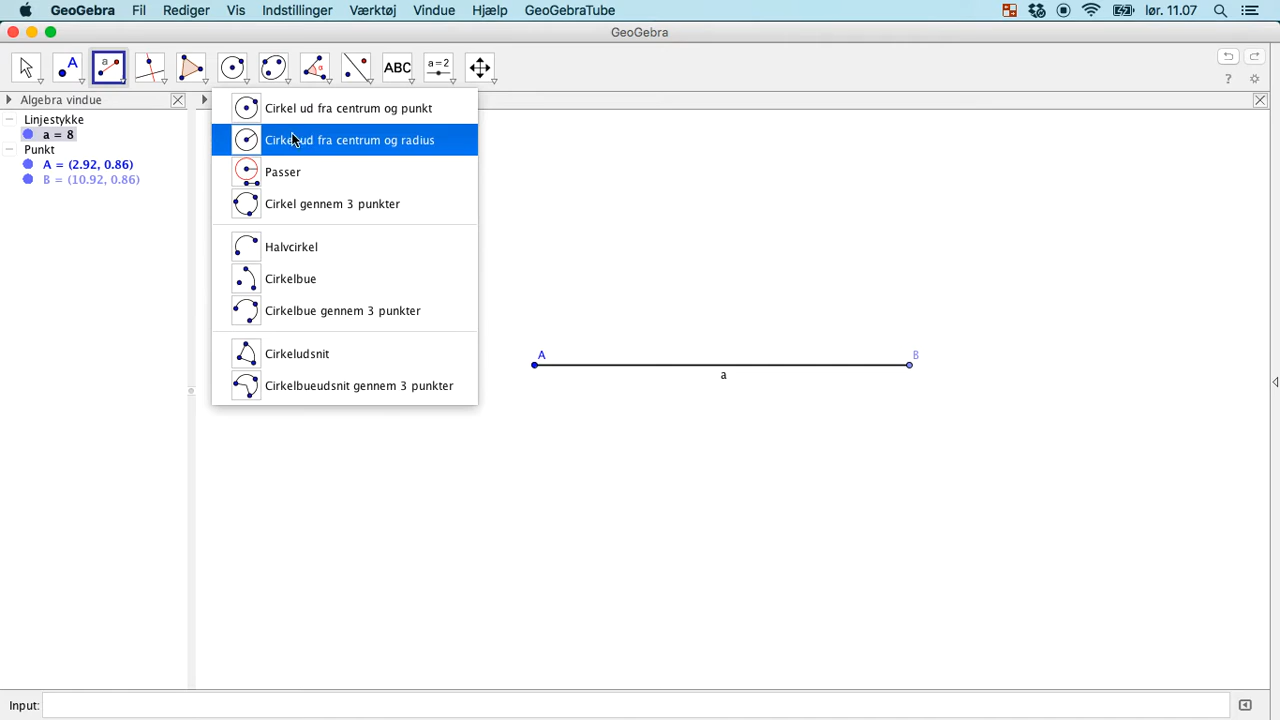 GeoGebra Fil Rediger Vis Indstillinger Værktøj Vindue Hjælp GeoGebraTube lør. 11.07
GeoGebra
A a α ABC a=2
?
Algebra vindue
Linjestykke
a = 8
Punkt
A = (2.92, 0.86)
B = (10.92, 0.86)
Cirkel ud fra centrum og punkt
Cirkel ud fra centrum og radius
Passer
Cirkel gennem 3 punkter
Halvcirkel
Cirkelbue
Cirkelbue gennem 3 punkter
Cirkeludsnit
Cirkelbueudsnit gennem 3 punkter
A B
a
Input: